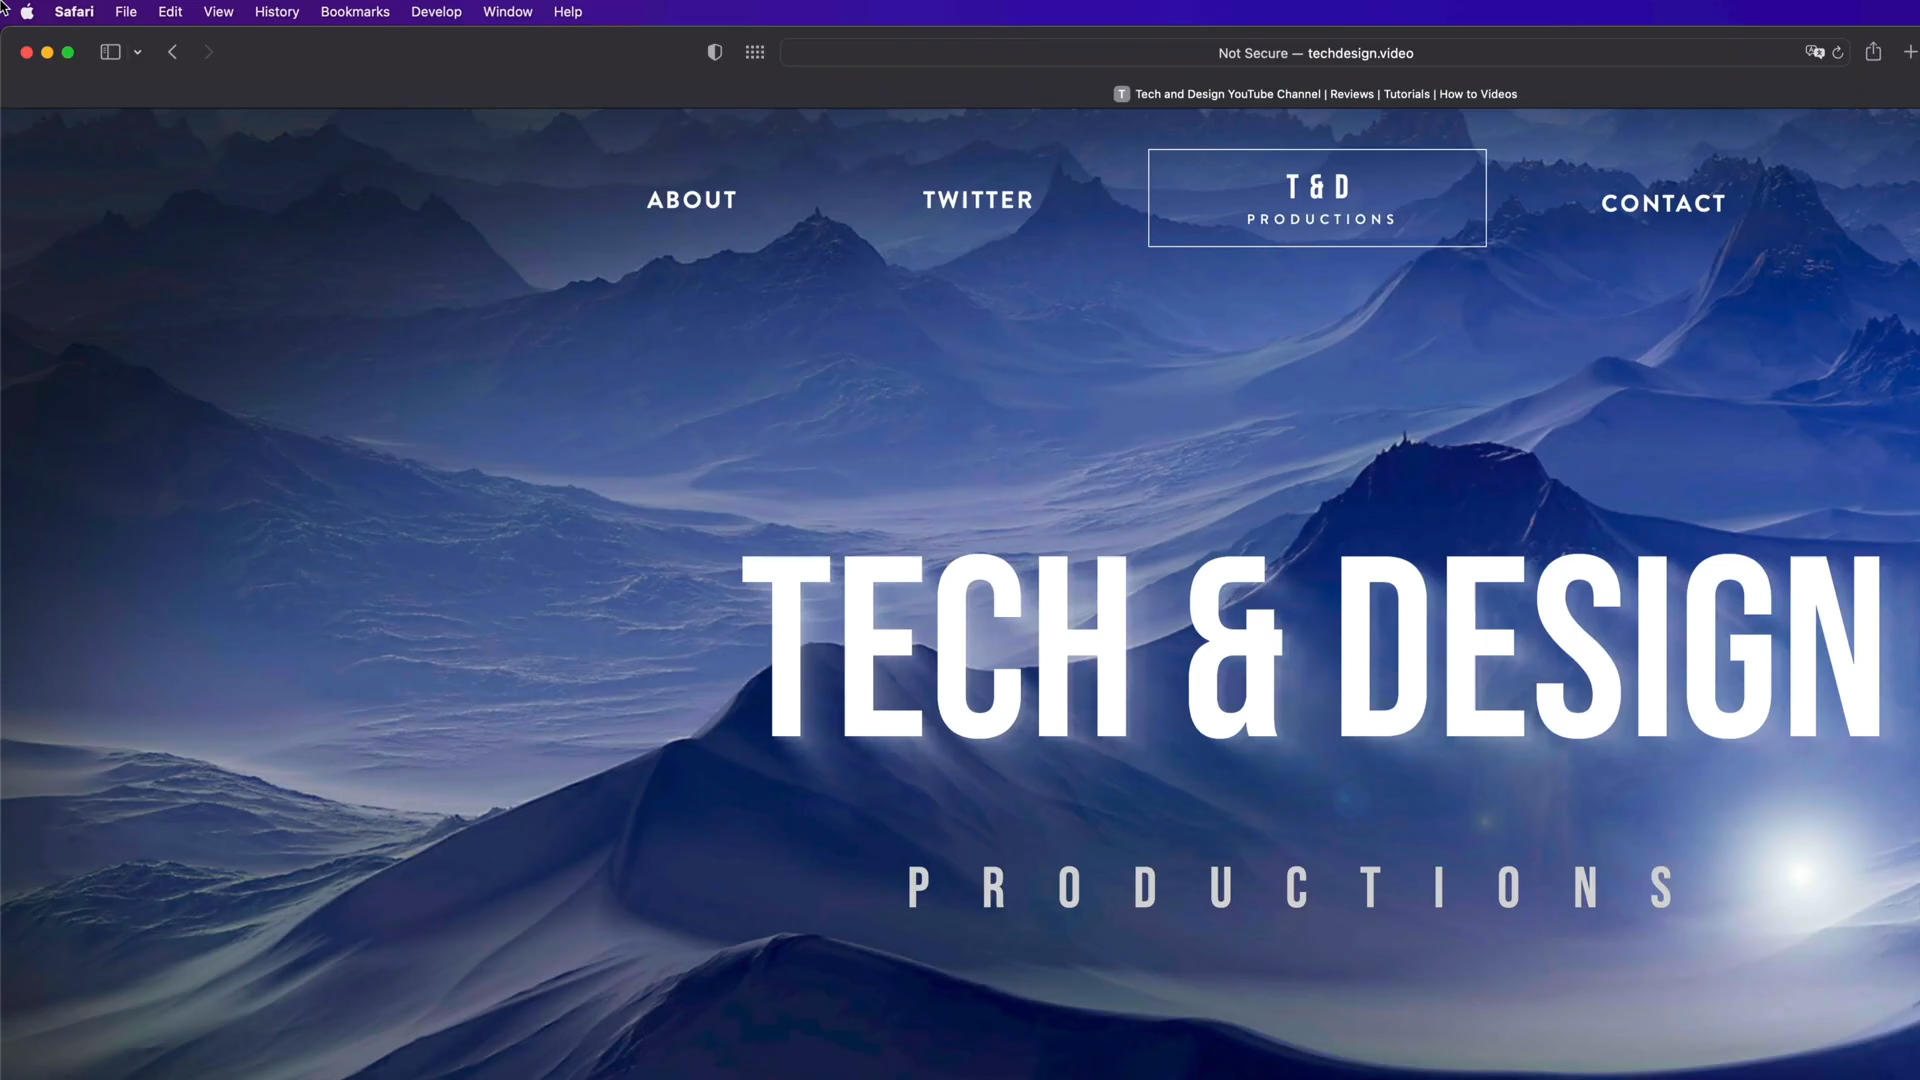 Safari File Edit View History Bookmarks Develop Window Help
Not Secure — techdesign.video
T Tech and Design YouTube Channel | Reviews | Tutorials | How to Videos
ABOUT TWITTER T & D CONTACT
PRODUCTIONS
TECH & DESIGN
PRODUCTIONS